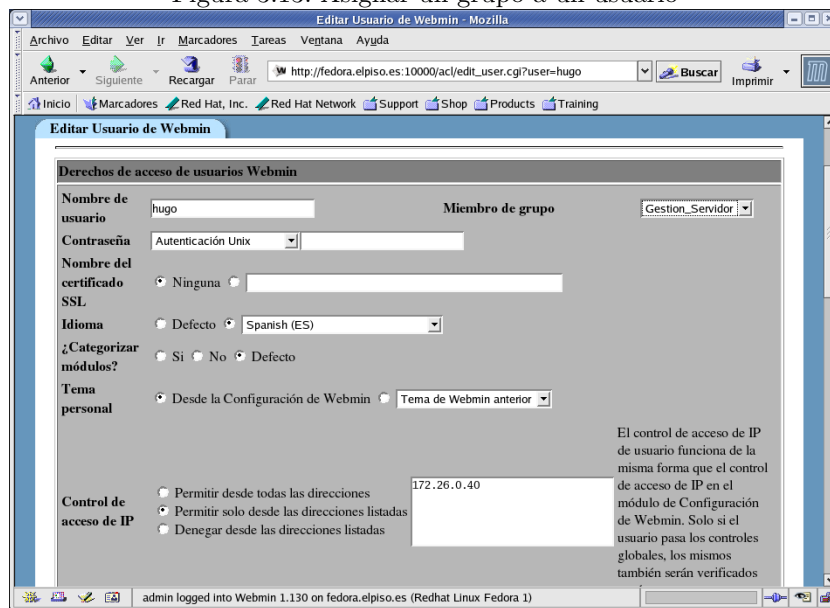 Figura 3.13: Asignar un grupo a un usuario
Editar Usuario de Webmin - Mozilla
Archivo Editar Ver Ir Marcadores Tareas Ventana Ayuda
Anterior Siguiente Recargar Parar http://fedora.elpiso.es:10000/acl/edit_user.cgi?user=hugo Buscar Imprimir
Inicio Marcadores Red Hat, Inc. Red Hat Network Support Shop Products Training
Editar Usuario de Webmin
Derechos de acceso de usuarios Webmin
Nombre de usuario hugo Miembro de grupo Gestion_Servidor
Contraseña Autenticación Unix
Nombre del certificado SSL Ninguna
Idioma Defecto Spanish (ES)
¿Categorizar módulos? Si No Defecto
Tema personal Desde la Configuración de Webmin Tema de Webmin anterior
Control de acceso de IP
Permitir desde todas las direcciones
Permitir solo desde las direcciones listadas
Denegar desde las direcciones listadas
172.26.0.40
El control de acceso de IP
de usuario funciona de la
misma forma que el control
de acceso de IP en el
módulo de Configuración
de Webmin. Solo si el
usuario pasa los controles
globales, los mismos
también serán verificados
admin logged into Webmin 1.130 on fedora.elpiso.es (Redhat Linux Fedora 1)